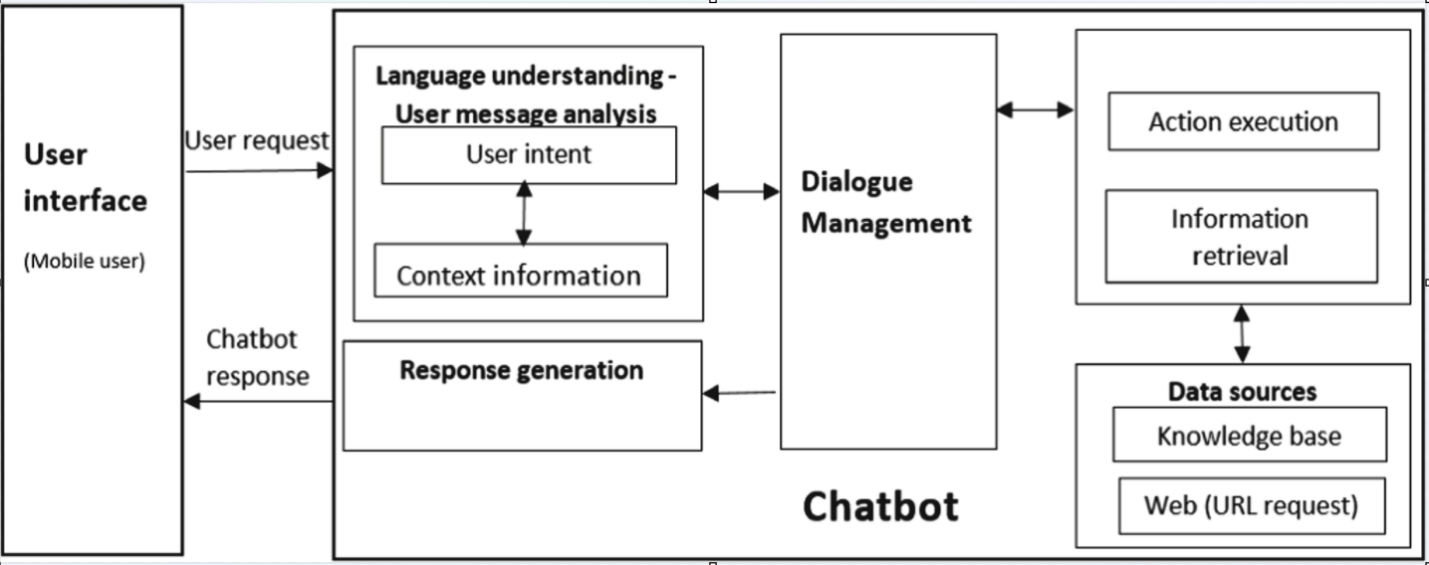 User
interface
(Mobile user)
User request
Chatbot
response
Language understanding -
User message analysis
User intent
Context information
Response generation
Dialogue
Management
Action execution
Information
retrieval
Data sources
Knowledge base
Web (URL request)
Chatbot